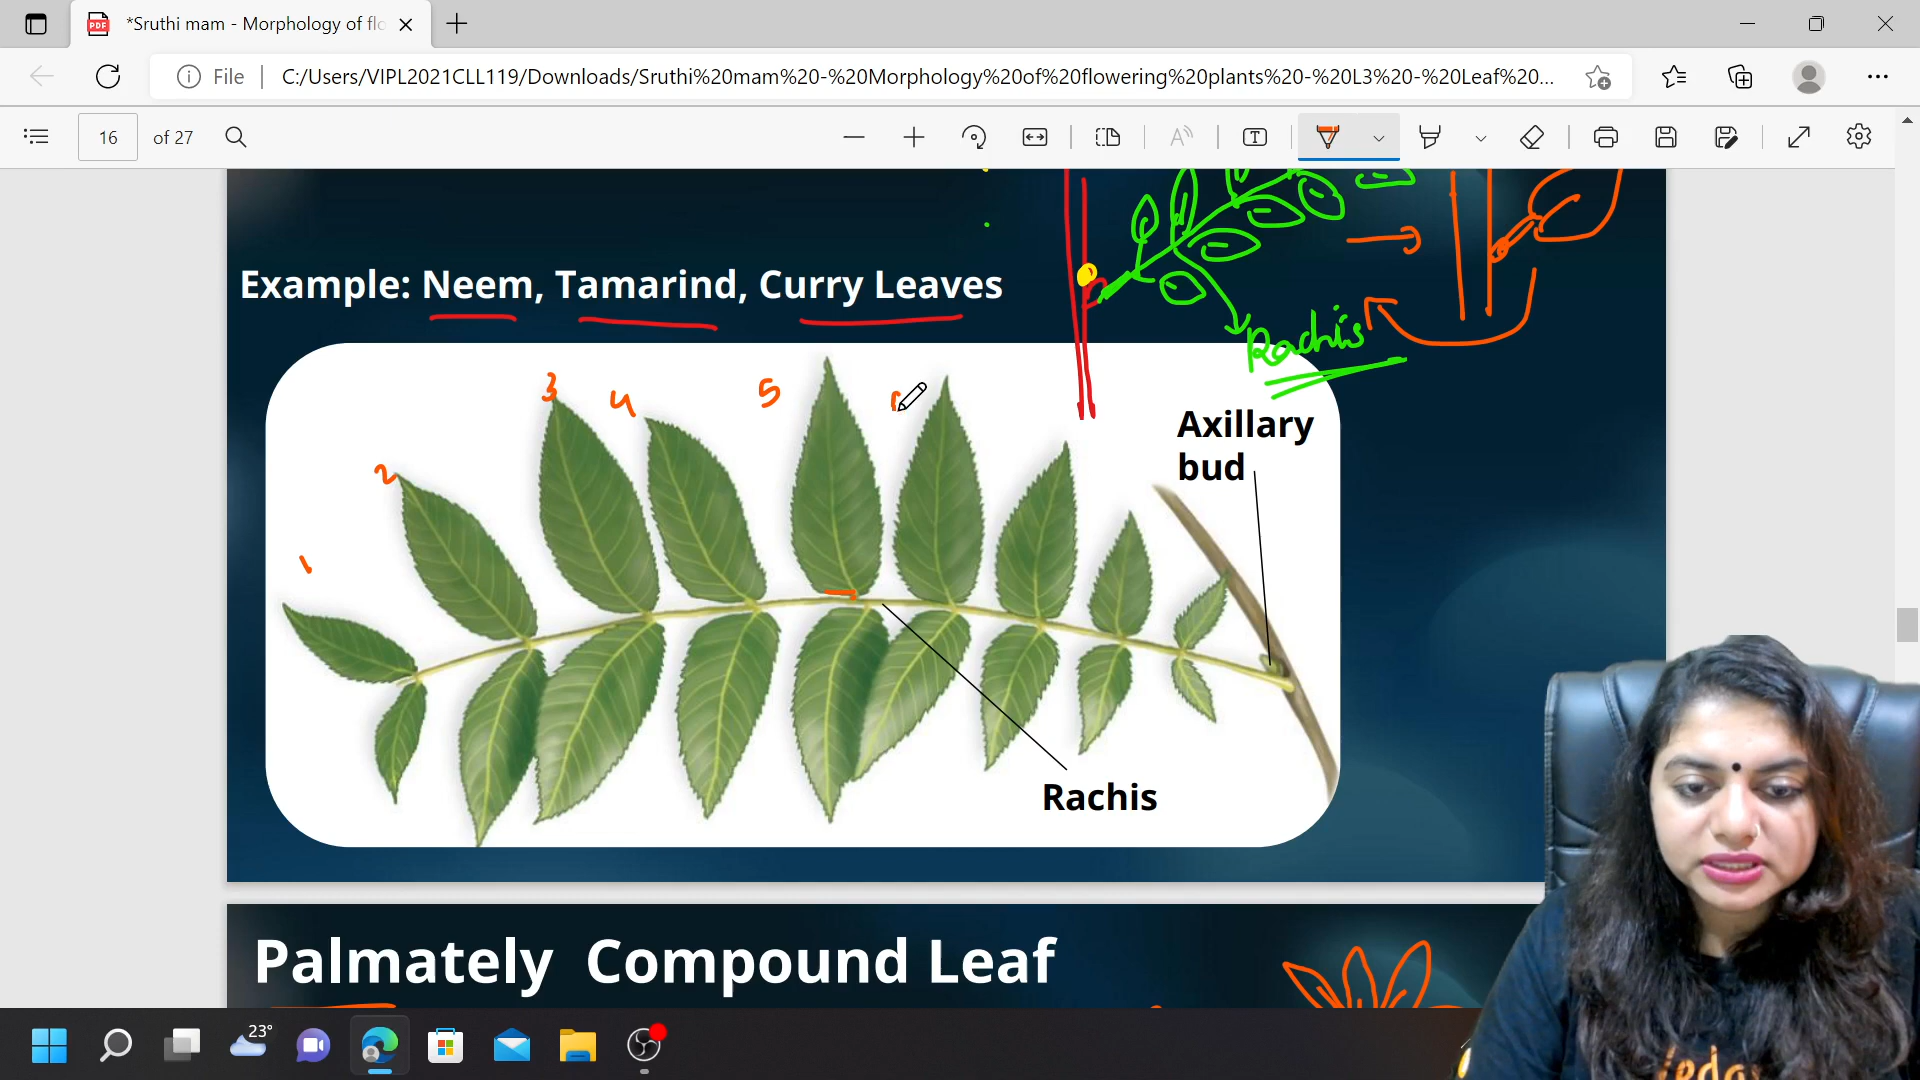 *Sruthi mam - Morphology of flo
File
C:/Users/VIPL2021CLL119/Downloads/Sruthi%20mam%20-%20Morphology%20of%20flowering%20plants%20-%20L3%20-%20Leaf%20...
16 of 27
Example: Neem, Tamarind, Curry Leaves
Rachis
1
2
3
4
5
Axillary
bud
Rachis
Palmately Compound Leaf
23°